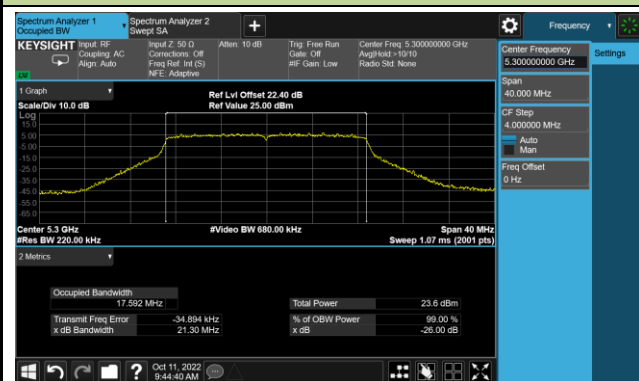 Spectrum Analyzer 1
Occupied BW
Spectrum Analyzer 2
Swept SA
Frequency
KEYSIGHT
Input: RF
Coupling: AC
Align: Auto
Input Z: 50 Ω
Corrections: Off
Freq Ref: Int (S)
NFE: Adaptive
Atten: 10 dB
Trig: Free Run
Gate: Off
#IF Gain: Low
Center Freq: 5.300000000 GHz
Avg|Hold:>10/10
Radio Std: None
Center Frequency
5.300000000 GHz
Settings
Span
40.000 MHz
CF Step
4.000000 MHz
Auto
Man
Freq Offset
0 Hz
1 Graph
Scale/Div 10.0 dB
Ref Lvl Offset 22.40 dB
Ref Value 25.00 dBm
Log
15.0
5.00
-5.00
-15.0
-25.0
-35.0
-45.0
-55.0
-65.0
Center 5.3 GHz
#Res BW 220.00 kHz
#Video BW 680.00 kHz
Span 40 MHz
Sweep 1.07 ms (2001 pts)
2 Metrics
Occupied Bandwidth
17.592 MHz
Total Power
23.6 dBm
Transmit Freq Error
-34.894 kHz
% of OBW Power
99.00 %
x dB Bandwidth
21.30 MHz
x dB
-26.00 dB
Oct 11, 2022
9:44:40 AM